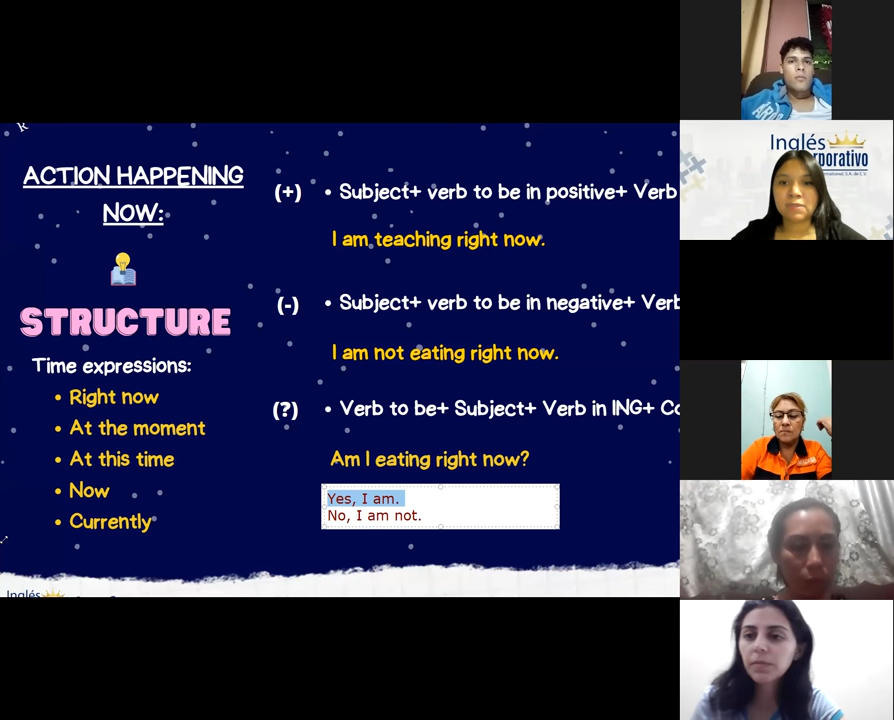 ACTION HAPPENING
NOW:
STRUCTURE
Time expressions:
• Right now
• At the moment
• At this time
• Now
• Currently
(+) • Subject+ verb to be in positive+ Verb
I am teaching right now.
(-) • Subject+ verb to be in negative+ Verb
I am not eating right now.
(?) • Verb to be+ Subject+ Verb in ING+ Co
Am I eating right now?
Yes, I am.
No, I am not.
Inglés
Inglés
rporativo